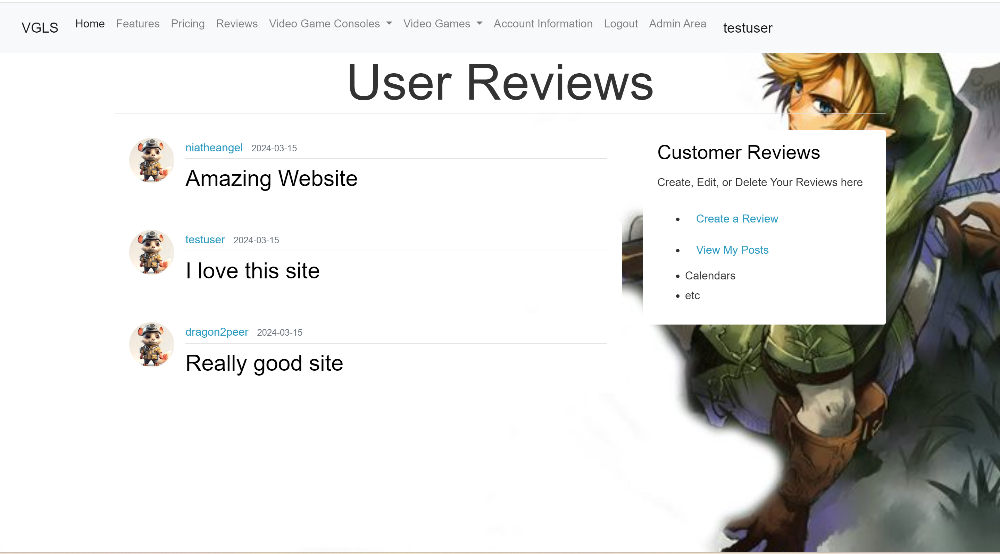 VGLS Home Features Pricing Reviews Video Game Consoles Video Games Account Information Logout Admin Area testuser
User Reviews
niatheangel 2024-03-15
Amazing Website
testuser 2024-03-15
I love this site
dragon2peer 2024-03-15
Really good site
Customer Reviews
Create, Edit, or Delete Your Reviews here
Create a Review
View My Posts
Calendars
etc